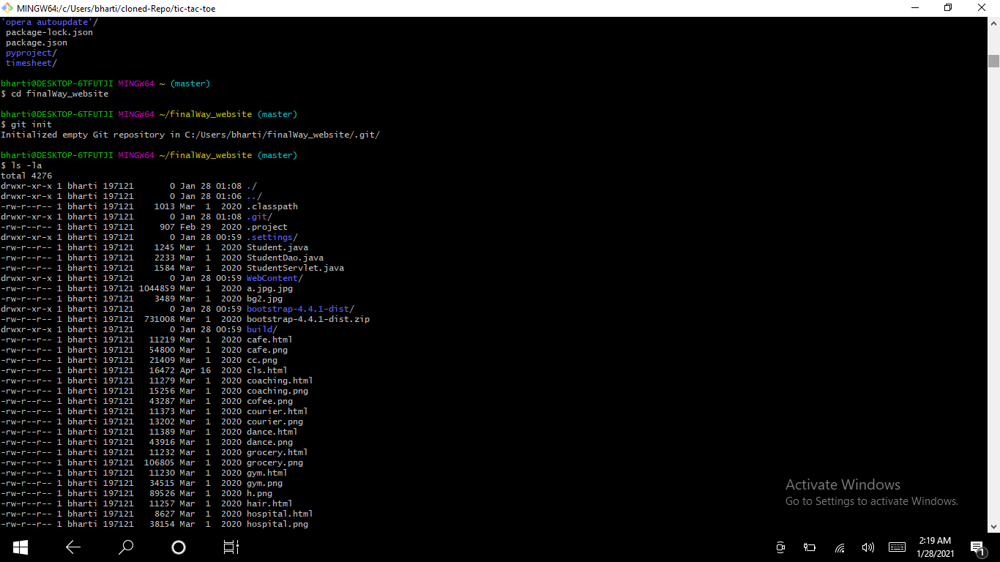 MINGW64:/c/Users/bharti/cloned-Repo/tic-tac-toe
'opera autoupdate'/
package-lock.json
package.json
pyproject/
timesheet/
bharti@DESKTOP-6TFUTJI MINGW64 ~ (master)
$ cd finalWay_website
bharti@DESKTOP-6TFUTJI MINGW64 ~/finalWay_website (master)
$ git init
Initialized empty Git repository in C:/Users/bharti/finalWay_website/.git/
bharti@DESKTOP-6TFUTJI MINGW64 ~/finalWay_website (master)
$ ls -la
total 4276
drwxr-xr-x 1 bharti 197121       0 Jan 28 01:08 ./
drwxr-xr-x 1 bharti 197121       0 Jan 28 01:06 ../
-rw-r--r-- 1 bharti 197121    1013 Mar  1  2020 .classpath
drwxr-xr-x 1 bharti 197121       0 Jan 28 01:08 .git/
-rw-r--r-- 1 bharti 197121     907 Feb 29  2020 .project
drwxr-xr-x 1 bharti 197121       0 Jan 28 00:59 .settings/
-rw-r--r-- 1 bharti 197121    1245 Mar  1  2020 Student.java
-rw-r--r-- 1 bharti 197121    2233 Mar  1  2020 StudentDao.java
-rw-r--r-- 1 bharti 197121    1584 Mar  1  2020 StudentServlet.java
drwxr-xr-x 1 bharti 197121       0 Jan 28 00:59 WebContent/
-rw-r--r-- 1 bharti 197121 1044859 Mar  1  2020 a.jpg.jpg
-rw-r--r-- 1 bharti 197121    3489 Mar  1  2020 bg2.jpg
drwxr-xr-x 1 bharti 197121       0 Jan 28 00:59 bootstrap-4.4.1-dist/
-rw-r--r-- 1 bharti 197121  731008 Mar  1  2020 bootstrap-4.4.1-dist.zip
drwxr-xr-x 1 bharti 197121       0 Jan 28 00:59 build/
-rw-r--r-- 1 bharti 197121   11219 Mar  1  2020 cafe.html
-rw-r--r-- 1 bharti 197121   54800 Mar  1  2020 cafe.png
-rw-r--r-- 1 bharti 197121   21409 Mar  1  2020 cc.png
-rw-r--r-- 1 bharti 197121   16472 Apr 16  2020 cls.html
-rw-r--r-- 1 bharti 197121   11279 Mar  1  2020 coaching.html
-rw-r--r-- 1 bharti 197121   15256 Mar  1  2020 coaching.png
-rw-r--r-- 1 bharti 197121   43287 Mar  1  2020 cofee.png
-rw-r--r-- 1 bharti 197121   11373 Mar  1  2020 courier.html
-rw-r--r-- 1 bharti 197121   13202 Mar  1  2020 courier.png
-rw-r--r-- 1 bharti 197121   11389 Mar  1  2020 dance.html
-rw-r--r-- 1 bharti 197121   43916 Mar  1  2020 dance.png
-rw-r--r-- 1 bharti 197121   11232 Mar  1  2020 grocery.html
-rw-r--r-- 1 bharti 197121  106805 Mar  1  2020 grocery.png
-rw-r--r-- 1 bharti 197121   11230 Mar  1  2020 gym.html
-rw-r--r-- 1 bharti 197121   34515 Mar  1  2020 gym.png
-rw-r--r-- 1 bharti 197121   89526 Mar  1  2020 h.png
-rw-r--r-- 1 bharti 197121   11257 Mar  1  2020 hair.html
-rw-r--r-- 1 bharti 197121    8627 Mar  1  2020 hospital.html
-rw-r--r-- 1 bharti 197121   38154 Mar  1  2020 hospital.png
Activate Windows
Go to Settings to activate Windows.
2:19 AM
1/28/2021
1